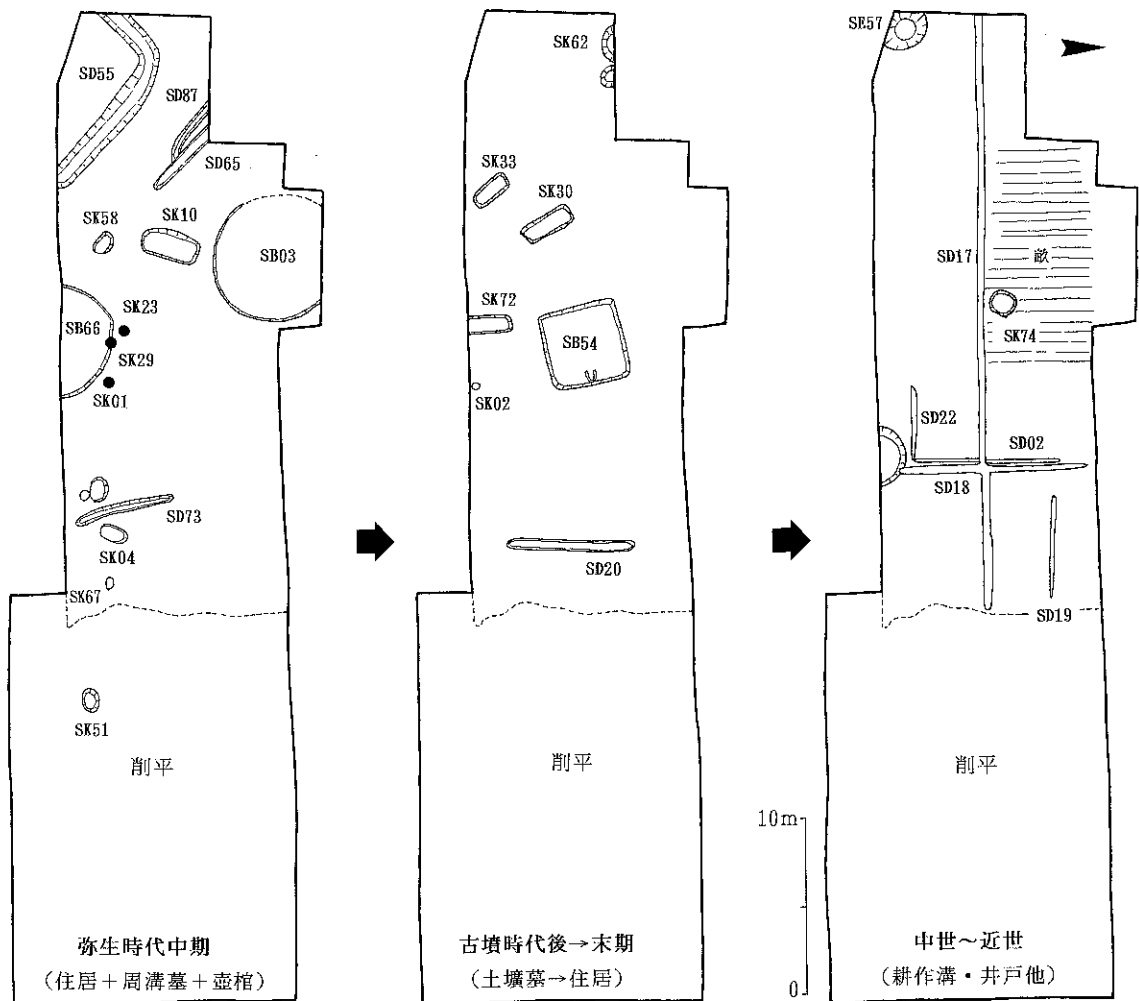 SD55
SD87
SD65
SK58
SK10
SB03
SK23
SB66
SK29
SK01
SD73
SK04
SK67
SK51
削平
弥生時代中期
（住居＋周溝墓＋壺棺）
SK62
SK33
SK30
SK72
SB54
SK02
SD20
削平
古墳時代後→末期
（土壙墓→住居）
SE57
SD17
畝
SK74
SD22
SD02
SD18
SD19
削平
10m
0
中世～近世
（耕作溝・井戸他）